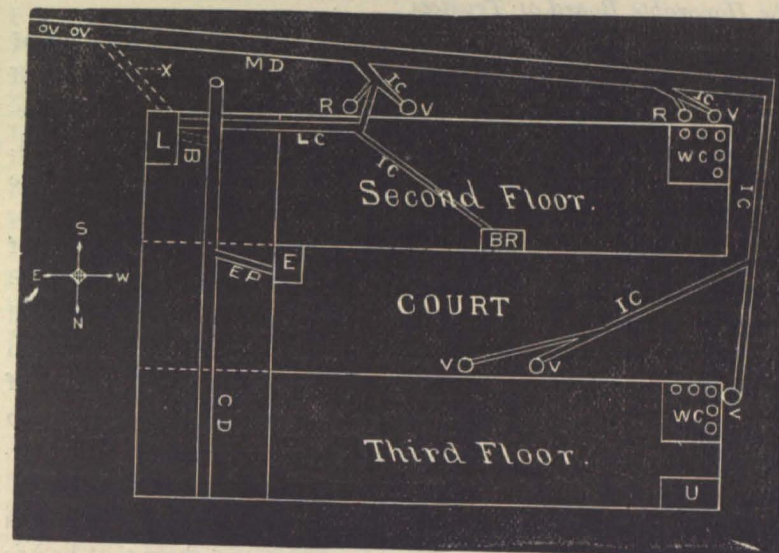 OV OV
X
MD
IC
R
V
IC
R
V
L
B
LC
WC
IC
IC
Second Floor.
BR
S
E
W
N
EP
E
COURT
IC
V
V
CD
WC
V
Third Floor.
U